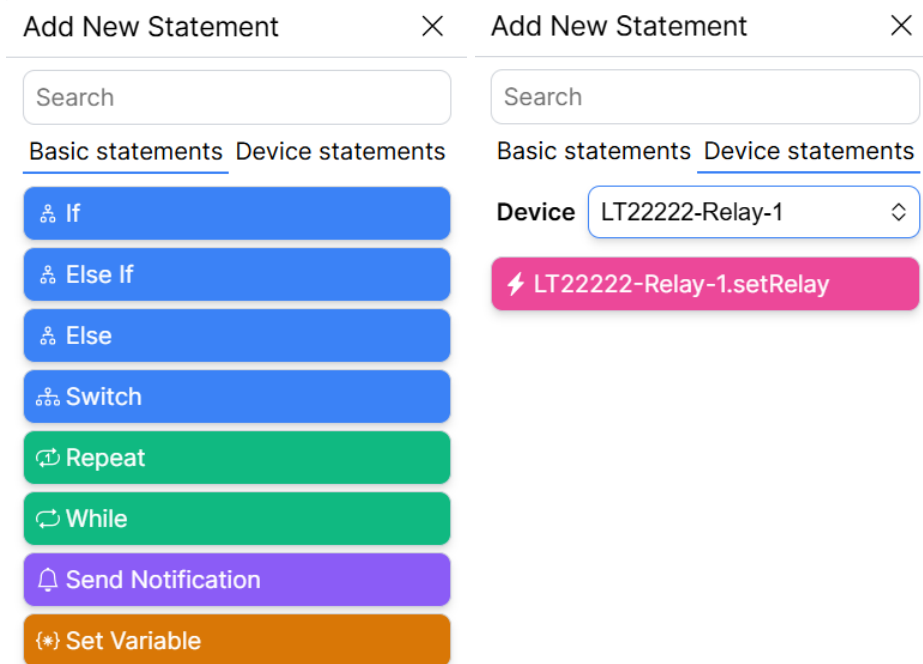 Add New Statement
Search
Basic statements Device statements
If
Else If
Else
Switch
Repeat
While
Send Notification
Set Variable
Add New Statement
Search
Basic statements Device statements
Device LT22222-Relay-1
LT22222-Relay-1.setRelay